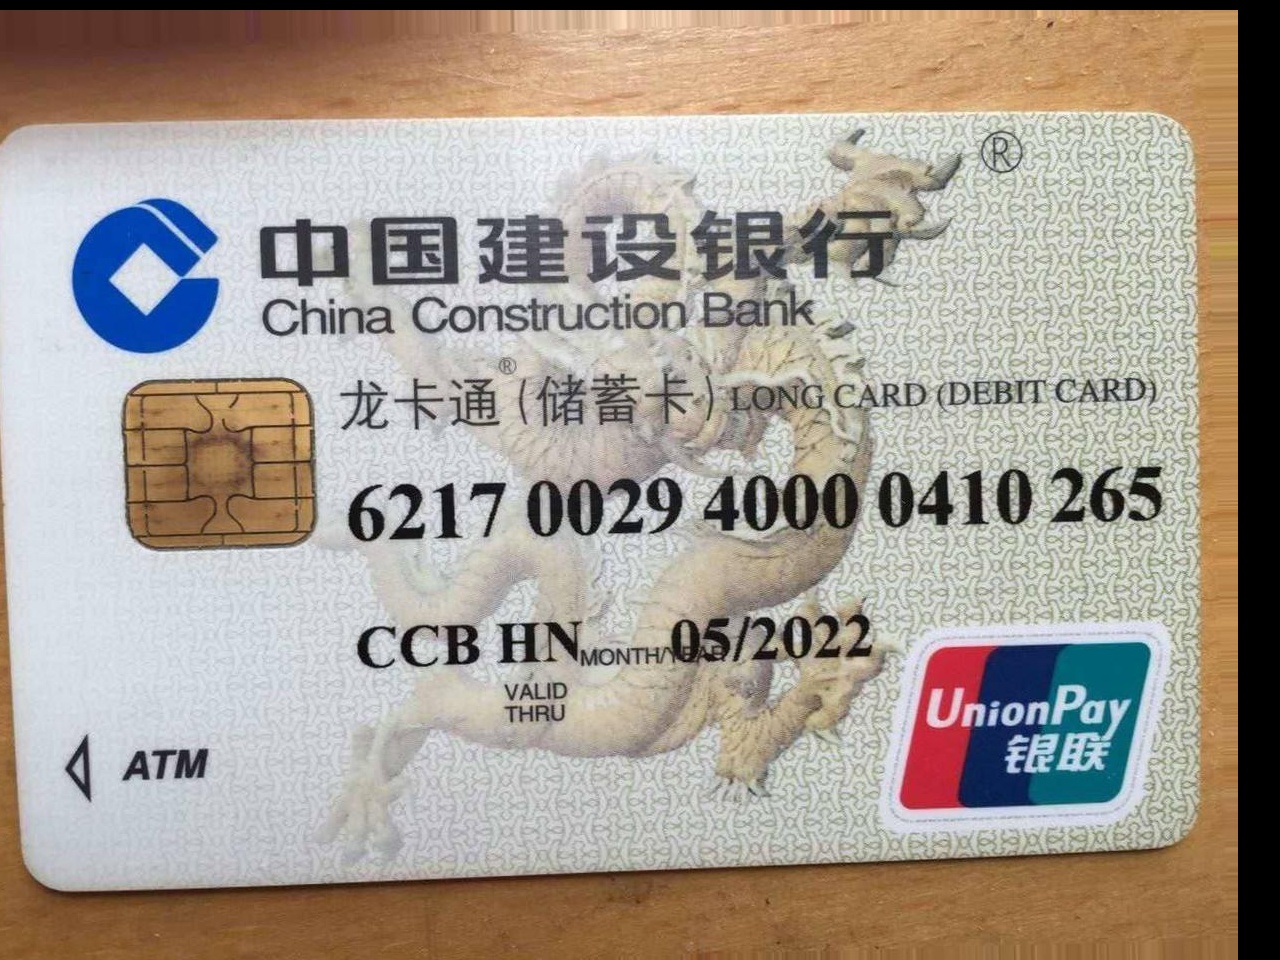 ®
中国建设银行
China Construction Bank
龙卡通®(储蓄卡) LONG CARD (DEBIT CARD)
6217 0029 4000 0410 265
CCB HN MONTH/YEAR 05/2022
VALID
THRU
ATM
UnionPay
银联